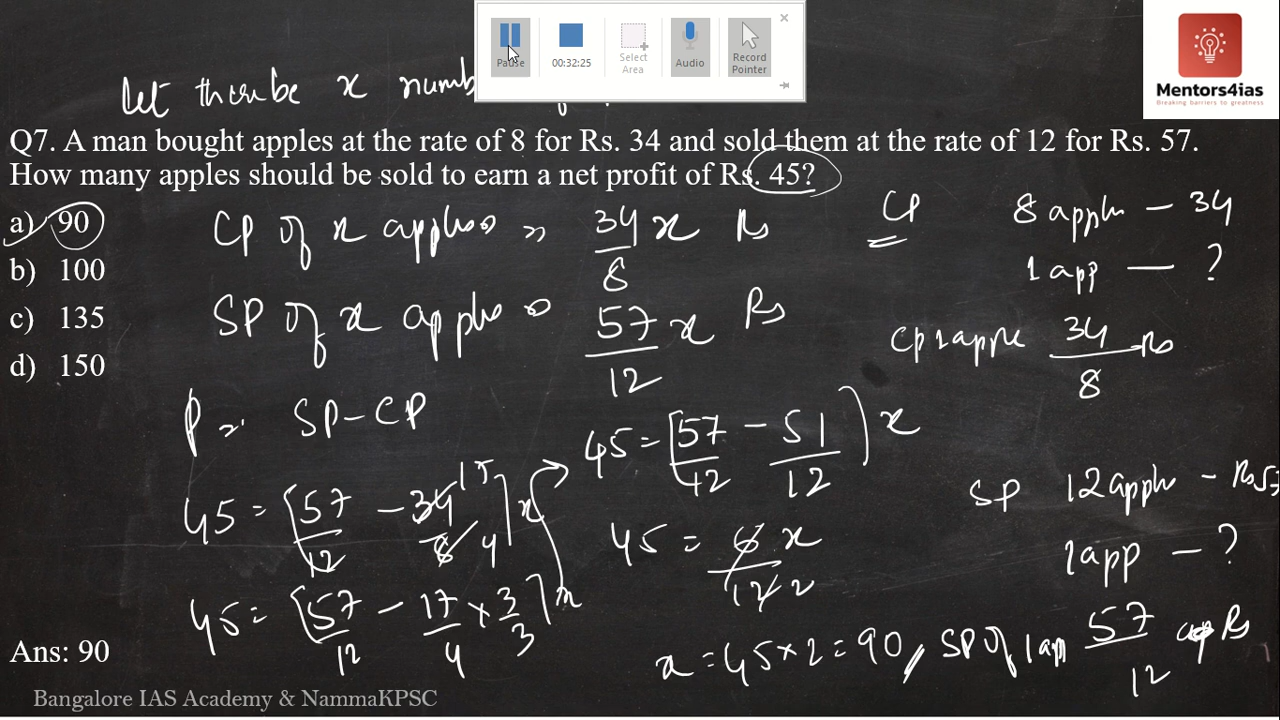 Pause
00:32:25
Select
Area
Audio
Record
Pointer
Mentors4ias
Breaking barriers to greatness
let there be x numb
Q7. A man bought apples at the rate of 8 for Rs. 34 and sold them at the rate of 12 for Rs. 57.
How many apples should be sold to earn a net profit of Rs. 45?
a) 90
b) 100
c) 135
d) 150
CP of x apples = 34/8 x Rs
SP of x apples = 57/12 x Rs
P = SP - CP
45 = [57/12 - 34/8 17/4] x
45 = [57/12 - 17/4 × 3/3] x
45 = [57/12 - 51/12] x
45 = 6x/12 2
x = 45 × 2 = 90
CP 8 apples - 34
1 app - ?
Cp 1 apple 34/8 Rs
SP 12 apples - Rs 57
1 app - ?
SP of 1 app 57/12 Rs
Ans: 90
Bangalore IAS Academy & NammaKPSC